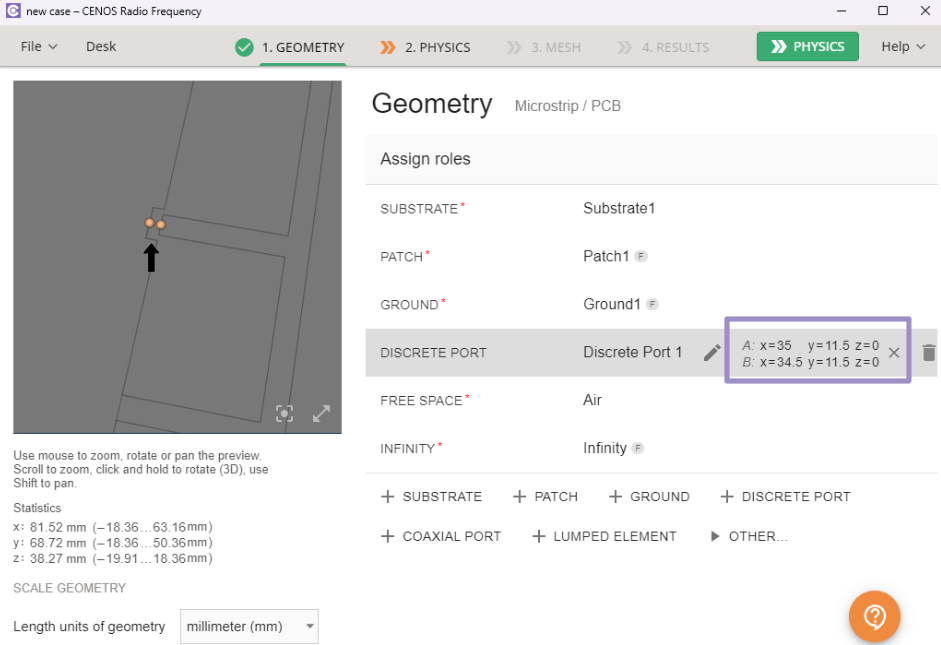 new case – CENOS Radio Frequency
File Desk 1. GEOMETRY 2. PHYSICS 3. MESH 4. RESULTS PHYSICS Help
Geometry Microstrip / PCB
Assign roles
SUBSTRATE* Substrate1
PATCH* Patch1 F
GROUND* Ground1 F
DISCRETE PORT Discrete Port 1
A: x=35 y=11.5 z=0
B: x=34.5 y=11.5 z=0
FREE SPACE* Air
INFINITY* Infinity F
+ SUBSTRATE + PATCH + GROUND + DISCRETE PORT
+ COAXIAL PORT + LUMPED ELEMENT OTHER...
Use mouse to zoom, rotate or pan the preview.
Scroll to zoom, click and hold to rotate (3D), use
Shift to pan.
Statistics
x: 81.52 mm (−18.36...63.16mm)
y: 68.72 mm (−18.36...50.36mm)
z: 38.27 mm (−19.91...18.36mm)
SCALE GEOMETRY
Length units of geometry millimeter (mm)